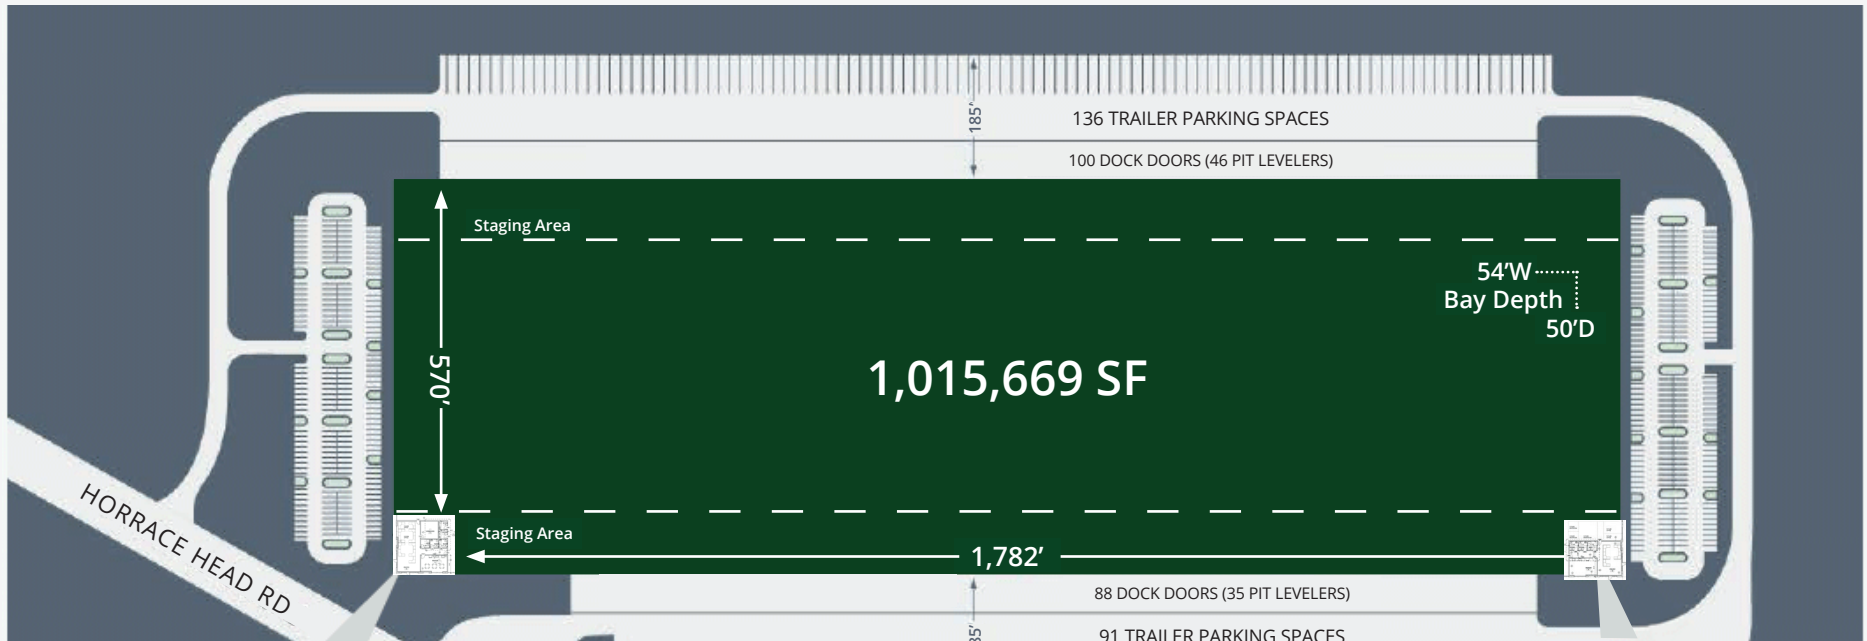 185’
136 TRAILER PARKING SPACES
100 DOCK DOORS (46 PIT LEVELERS)
Staging Area
54’W
Bay Depth
50’D
570’
1,015,669 SF
HORRACE HEAD RD
Staging Area
1,782’
88 DOCK DOORS (35 PIT LEVELERS)
91 TRAILER PARKING SPACES